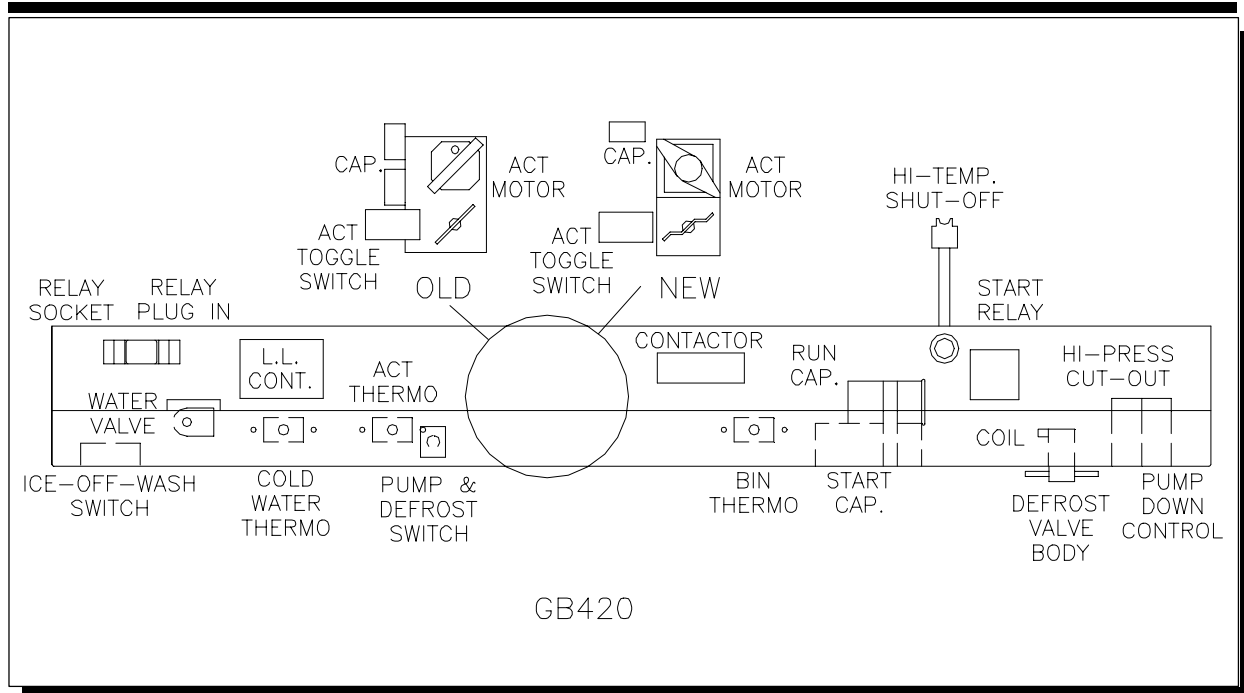 CAP.
ACT
MOTOR
ACT
TOGGLE
SWITCH
OLD
CAP.
ACT
MOTOR
ACT
TOGGLE
SWITCH
NEW
HI-TEMP.
SHUT-OFF
RELAY
SOCKET
RELAY
PLUG IN
L.L.
CONT.
ACT
THERMO
CONTACTOR
RUN
CAP.
START
RELAY
HI-PRESS
CUT-OUT
WATER
VALVE
COIL
ICE-OFF-WASH
SWITCH
COLD
WATER
THERMO
PUMP &
DEFROST
SWITCH
BIN
THERMO
START
CAP.
DEFROST
VALVE
BODY
PUMP
DOWN
CONTROL
GB420